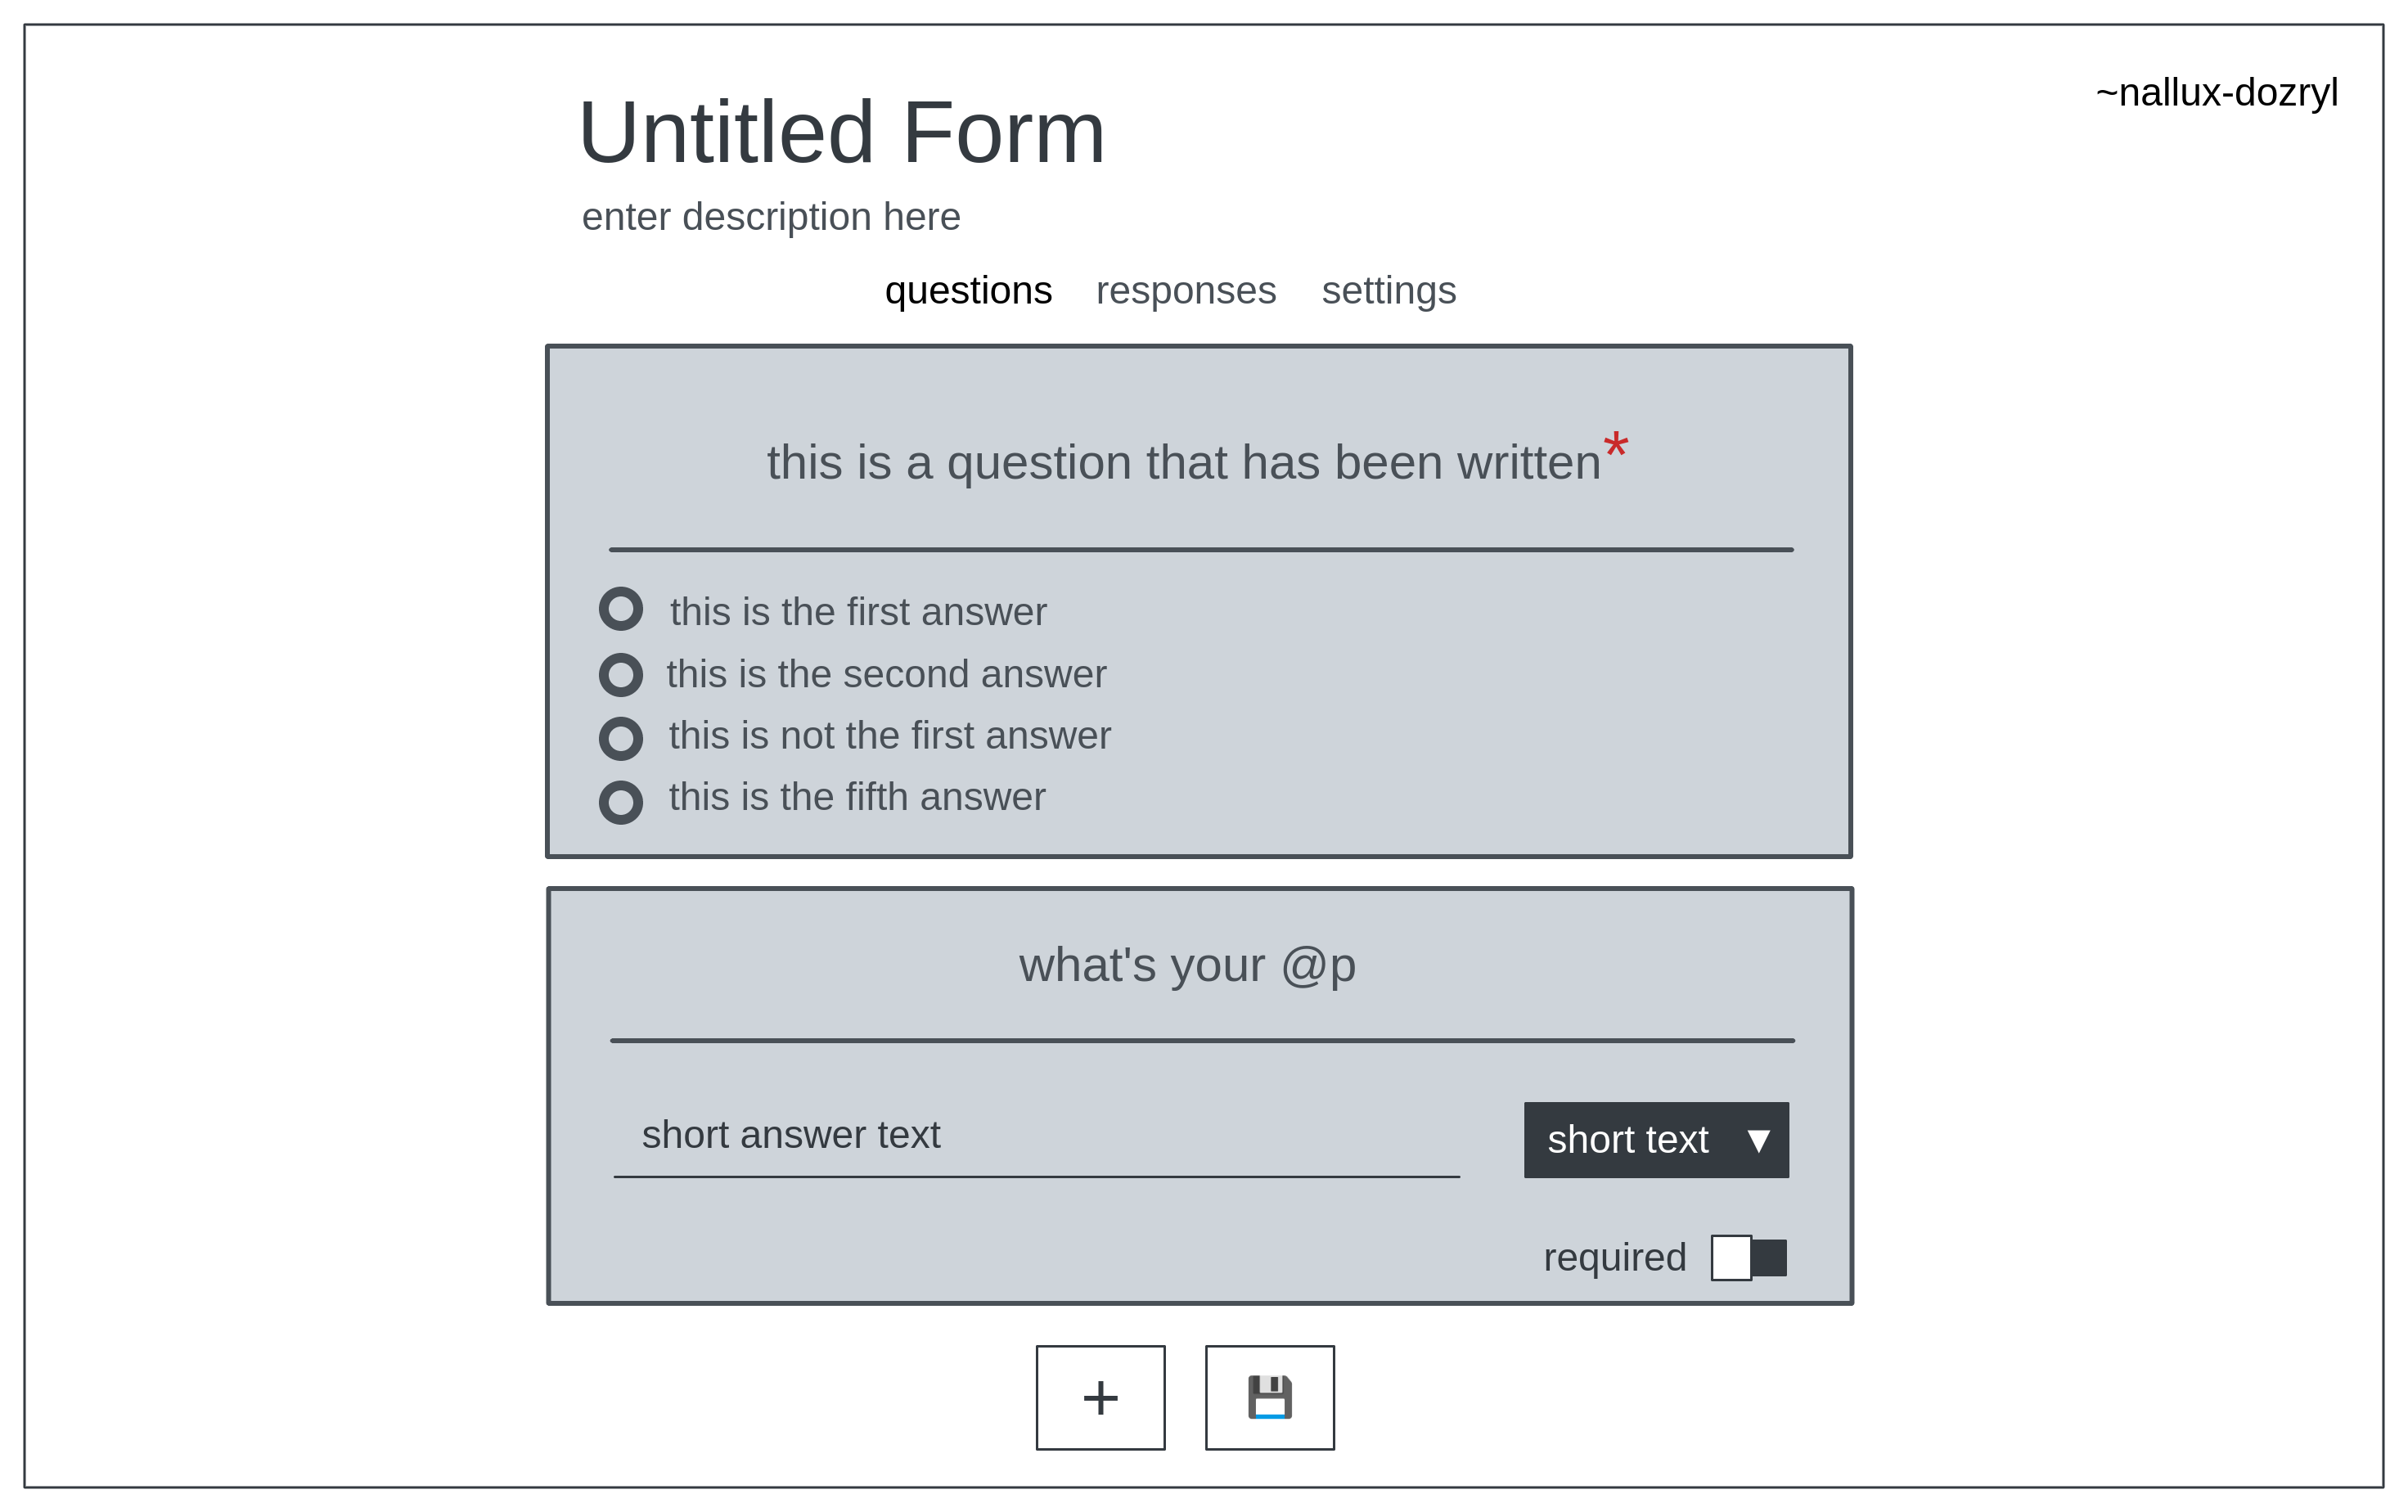 ~nallux-dozryl
Untitled Form
enter description here
questions responses settings
this is a question that has been written*
this is the first answer
this is the second answer
this is not the first answer
this is the fifth answer
what's your @p
short answer text
short text ▼
required
+